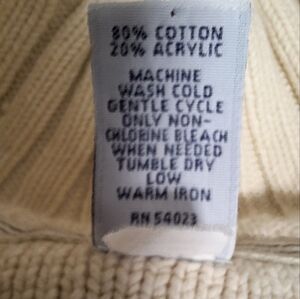 80% COTTON
20% ACRYLIC
MACHINE
WASH COLD
GENTLE CYCLE
ONLY NON-
CHLORINE BLEACH
WHEN NEEDED
TUMBLE DRY
LOW
WARM IRON
RN 54023